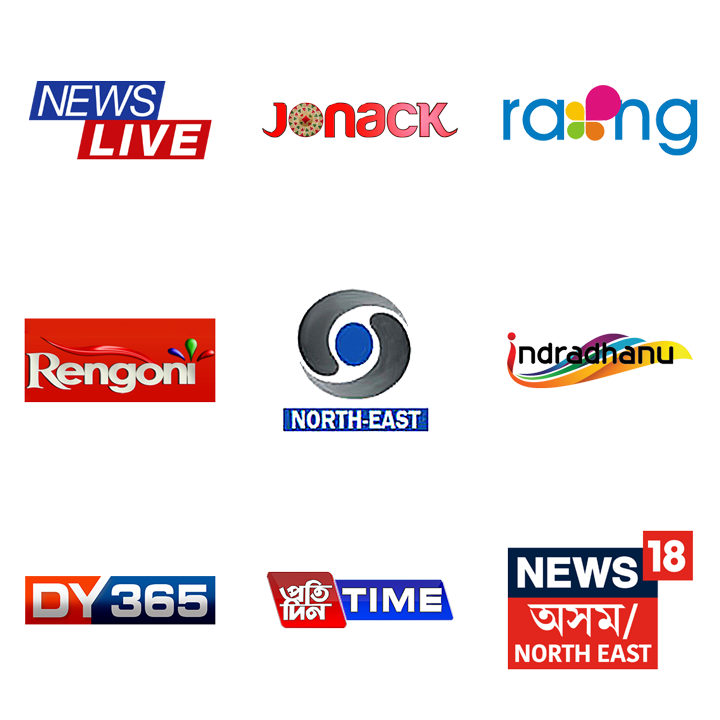 NEWS
LIVE
JONACK
rang
Rengoni
NORTH-EAST
indradhanu
DY365
প্ৰতি
দিন TIME
NEWS 18
অসম/
NORTH EAST